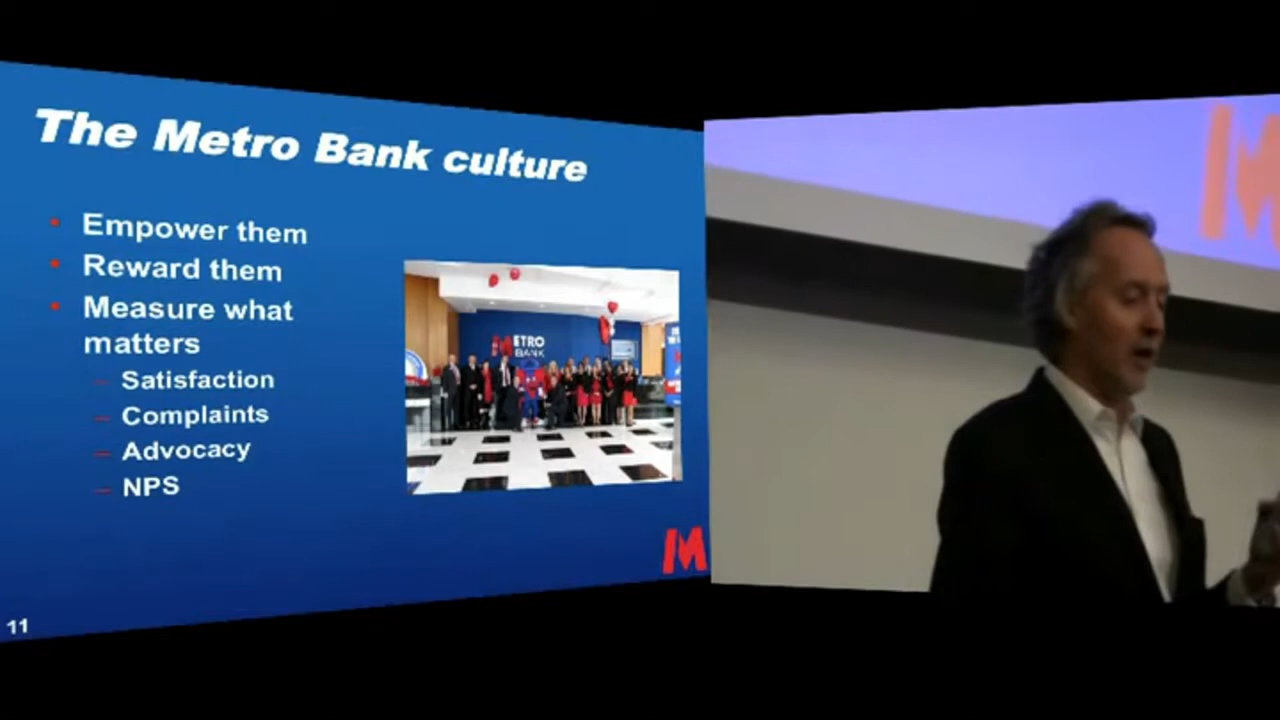 The Metro Bank culture
• Empower them
• Reward them
• Measure what
matters
– Satisfaction
– Complaints
– Advocacy
– NPS
METRO
BANK
M
11
M